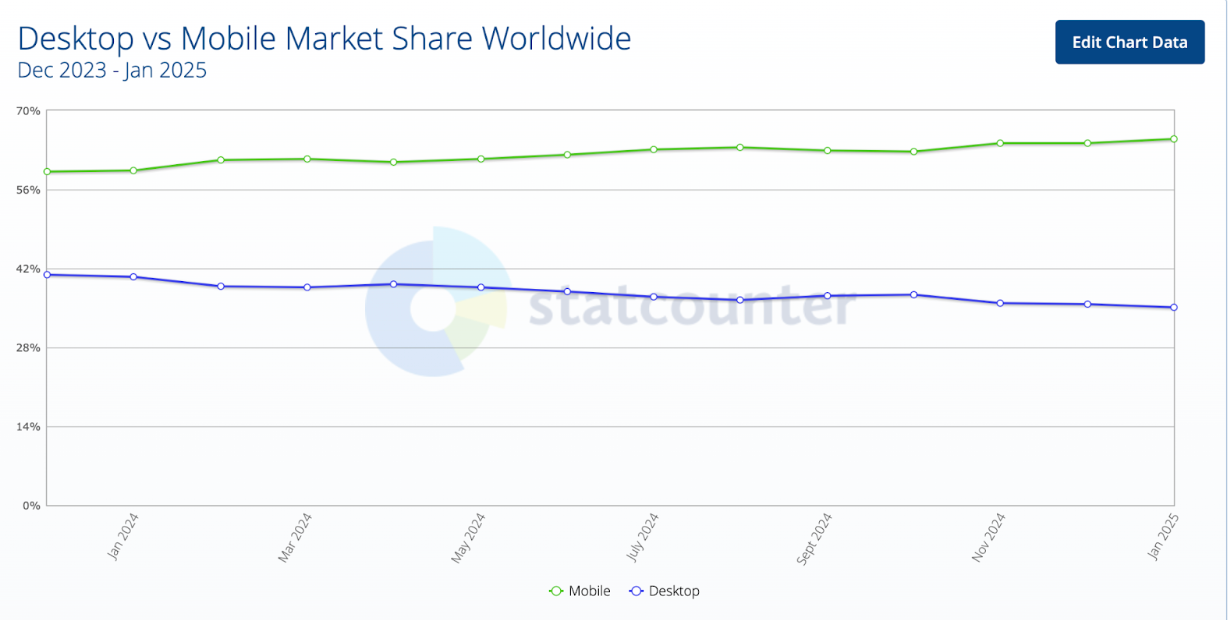 Desktop vs Mobile Market Share Worldwide
Dec 2023 - Jan 2025
Edit Chart Data
70%
56%
42%
28%
14%
0%
statcounter
Jan 2024
Mar 2024
May 2024
July 2024
Sept 2024
Nov 2024
Jan 2025
Mobile
Desktop